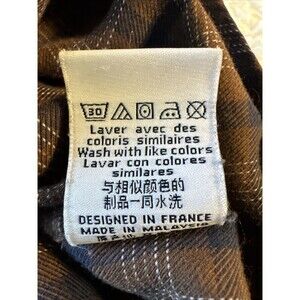 30
Laver avec des
coloris similaires
Wash with like colors
Lavar con colores
similares
与相似颜色的
制品一同水洗
DESIGNED IN FRANCE
MADE IN MALAYSIA